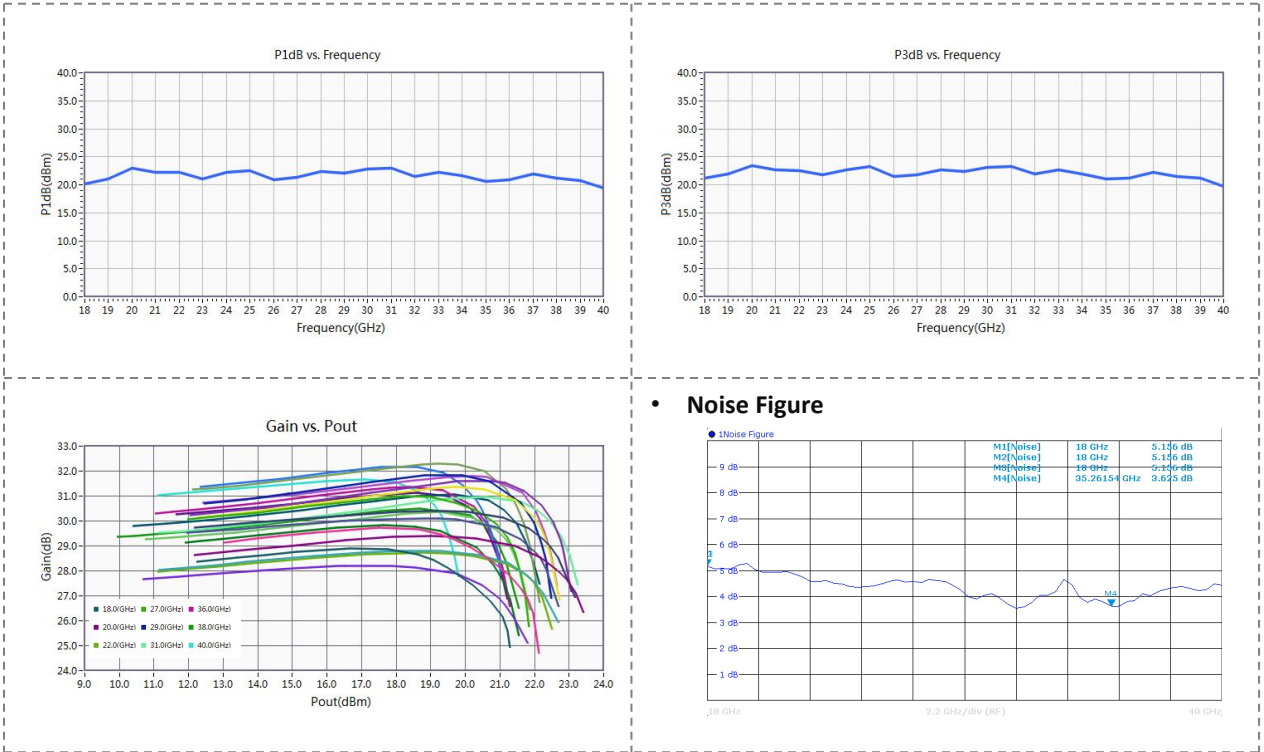 P1dB vs. Frequency
P1dB(dBm)
40.0
35.0
30.0
25.0
20.0
15.0
10.0
5.0
0.0
18 19 20 21 22 23 24 25 26 27 28 29 30 31 32 33 34 35 36 37 38 39 40
Frequency(GHz)
P3dB vs. Frequency
P3dB(dBm)
40.0
35.0
30.0
25.0
20.0
15.0
10.0
5.0
0.0
18 19 20 21 22 23 24 25 26 27 28 29 30 31 32 33 34 35 36 37 38 39 40
Frequency(GHz)
Gain vs. Pout
Gain(dB)
33.0
32.0
31.0
30.0
29.0
28.0
27.0
26.0
25.0
24.0
18.0(GHz) 27.0(GHz) 36.0(GHz)
20.0(GHz) 29.0(GHz) 38.0(GHz)
22.0(GHz) 31.0(GHz) 40.0(GHz)
9.0 10.0 11.0 12.0 13.0 14.0 15.0 16.0 17.0 18.0 19.0 20.0 21.0 22.0 23.0 24.0
Pout(dBm)
• Noise Figure
1Noise Figure
M1[Noise] 18 GHz 5.156 dB
M2[Noise] 18 GHz 5.156 dB
M3[Noise] 18 GHz 5.156 dB
M4[Noise] 35.26154 GHz 3.625 dB
9 dB
8 dB
7 dB
6 dB
5 dB
4 dB
3 dB
2 dB
1 dB
M4
18 GHz 2.2 GHz/div (RF) 40 GHz